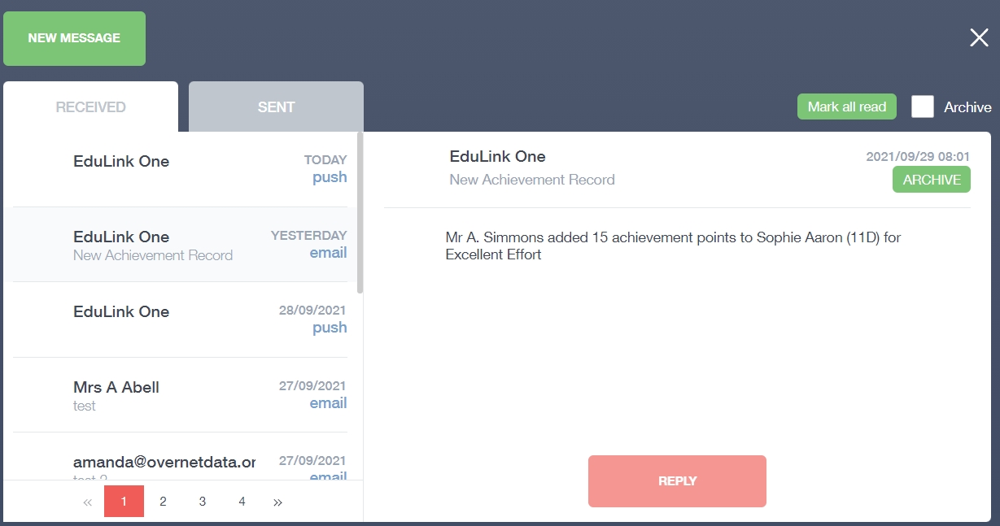 NEW MESSAGE
RECEIVED
SENT
Mark all read
Archive
EduLink One
TODAY
push
EduLink One
YESTERDAY
New Achievement Record
email
EduLink One
28/09/2021
push
Mrs A Abell
27/09/2021
test
email
amanda@overnetdata.or
27/09/2021
test 2
email
« 1 2 3 4 »
EduLink One
2021/09/29 08:01
New Achievement Record
ARCHIVE
Mr A. Simmons added 15 achievement points to Sophie Aaron (11D) for
Excellent Effort
REPLY